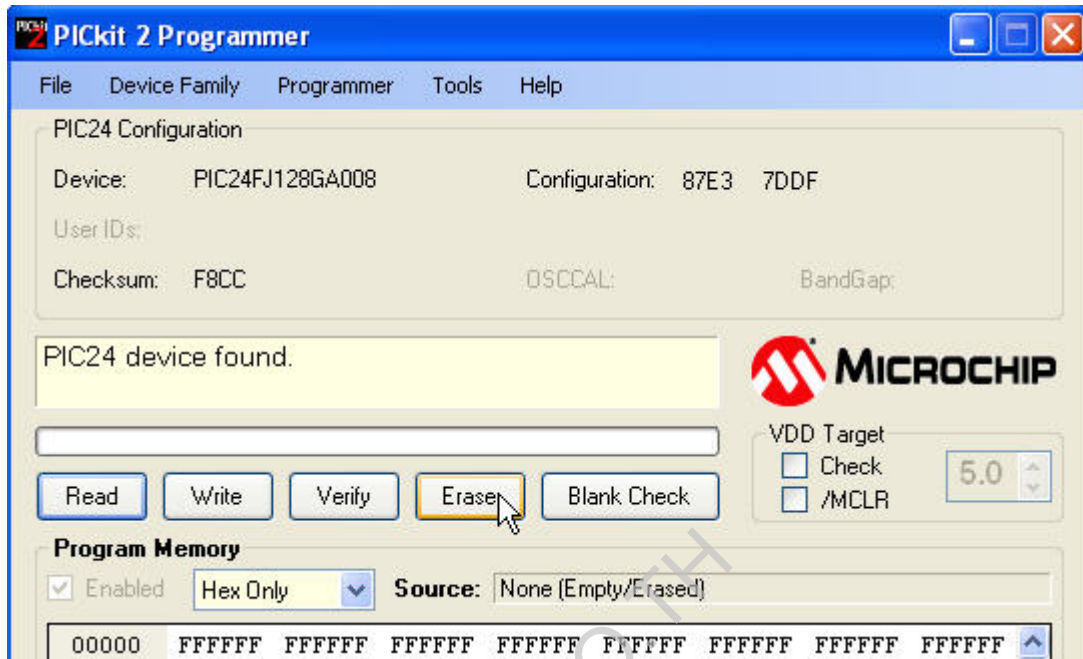 PICkit 2 Programmer
File Device Family Programmer Tools Help
PIC24 Configuration
Device: PIC24FJ128GA008 Configuration: 87E3 7DDF
User IDs:
Checksum: F8CC OSCCAL: BandGap:
PIC24 device found.
MICROCHIP
VDD Target
Check
/MCLR
5.0
Read Write Verify Erase Blank Check
Program Memory
Enabled Hex Only Source: None (Empty/Erased)
00000 FFFFFF FFFFFF FFFFFF FFFFFF FFFFFF FFFFFF FFFFFF FFFFFF